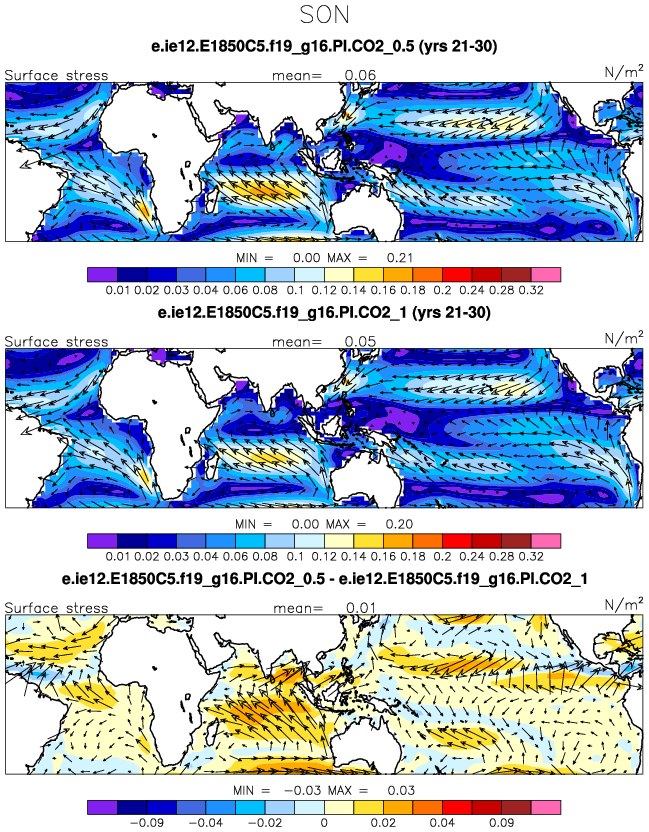 SON
e.ie12.E1850C5.f19_g16.PI.CO2_0.5 (yrs 21-30)
Surface stress mean= 0.06 N/m²
MIN = 0.00 MAX = 0.21
0.01 0.02 0.03 0.04 0.06 0.08 0.1 0.12 0.14 0.16 0.18 0.2 0.24 0.28 0.32
e.ie12.E1850C5.f19_g16.PI.CO2_1 (yrs 21-30)
Surface stress mean= 0.05 N/m²
MIN = 0.00 MAX = 0.20
0.01 0.02 0.03 0.04 0.06 0.08 0.1 0.12 0.14 0.16 0.18 0.2 0.24 0.28 0.32
e.ie12.E1850C5.f19_g16.PI.CO2_0.5 - e.ie12.E1850C5.f19_g16.PI.CO2_1
Surface stress mean= 0.01 N/m²
MIN = -0.03 MAX = 0.03
-0.09 -0.04 -0.02 0 0.02 0.04 0.09